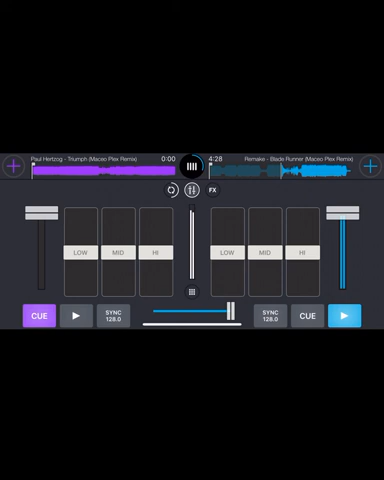 Paul Hertzog - Triumph (Maceo Plex Remix)
0:00
4:28
Remake - Blade Runner (Maceo Plex Remix)
FX
LOW
MID
HI
LOW
MID
HI
CUE
SYNC
128.0
SYNC
128.0
CUE